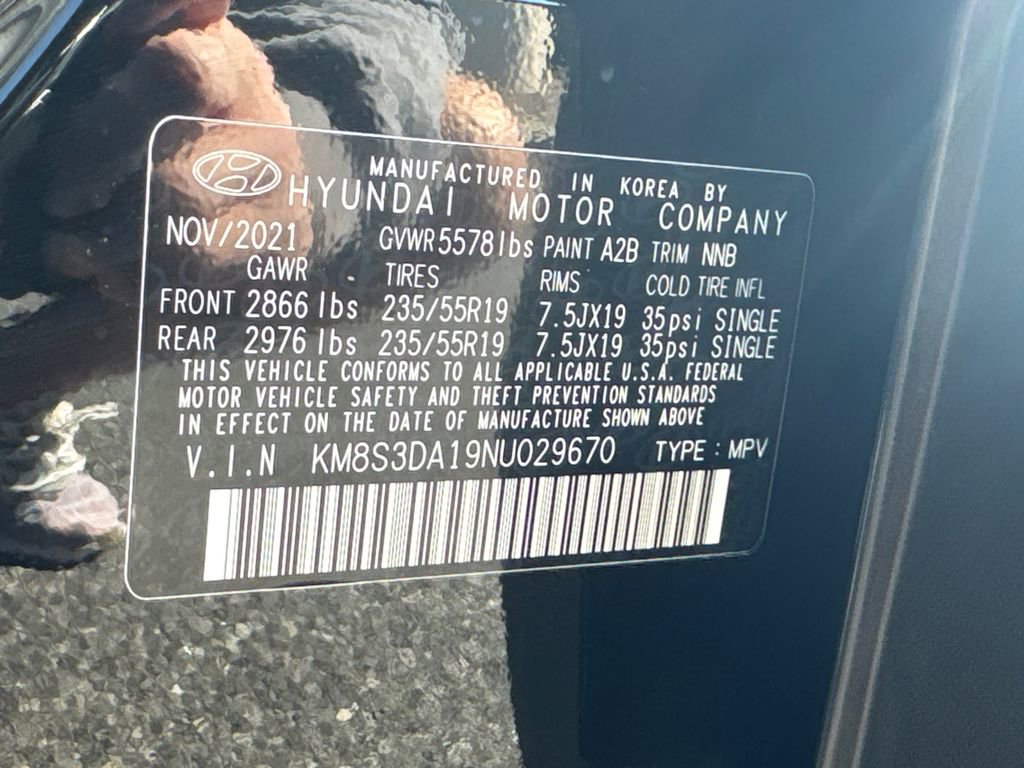 MANUFACTURED IN KOREA BY
HYUNDAI MOTOR COMPANY
NOV/2021 GVWR 5578 lbs PAINT A2B TRIM NNB
GAWR - TIRES RIMS COLD TIRE INFL
FRONT 2866 lbs 235/55R19 7.5JX19 35psi SINGLE
REAR 2976 lbs 235/55R19 7.5JX19 35psi SINGLE
THIS VEHICLE CONFORMS TO ALL APPLICABLE U.S.A. FEDERAL
MOTOR VEHICLE SAFETY AND THEFT PREVENTION STANDARDS
IN EFFECT ON THE DATE OF MANUFACTURE SHOWN ABOVE
V.I.N KM8S3DA19NU029670 TYPE : MPV